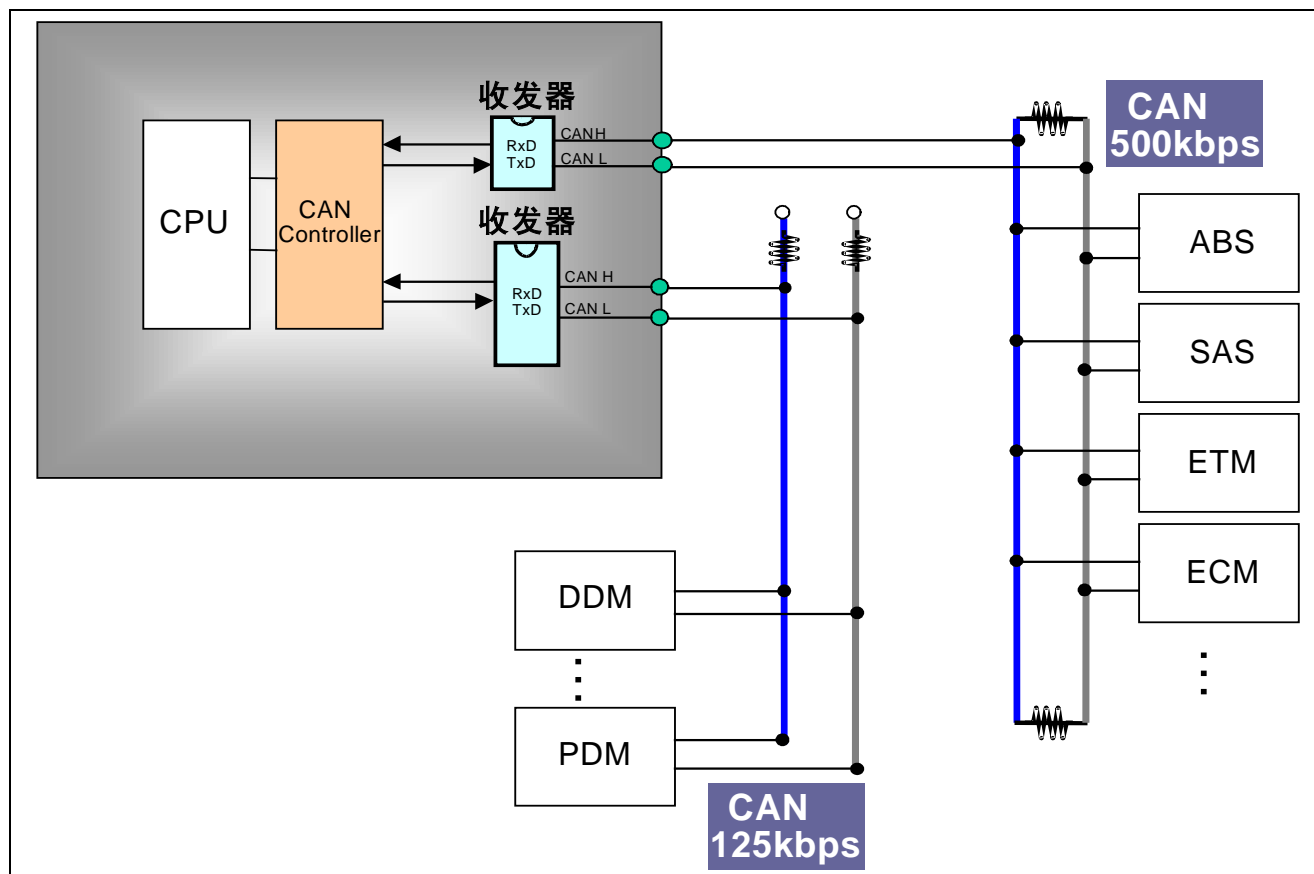 收发器
CANH
RxD
TxD
CAN L
CPU
CAN
Controller
收发器
CAN H
RxD
TxD
CAN L
CAN
500kbps
ABS
SAS
ETM
ECM
DDM
PDM
CAN
125kbps